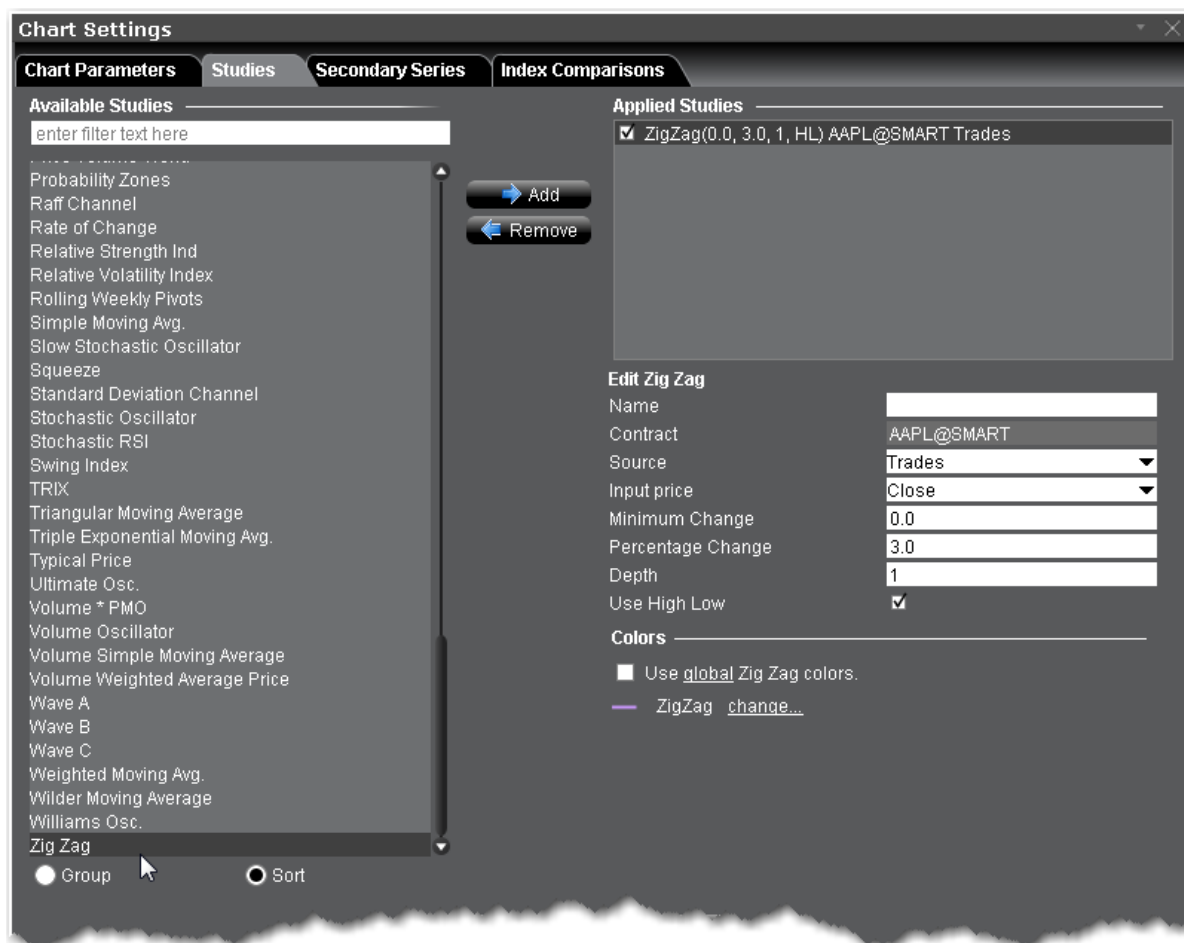 Chart Settings
Chart Parameters Studies Secondary Series Index Comparisons
Available Studies
enter filter text here
Probability Zones
Raff Channel
Rate of Change
Relative Strength Ind
Relative Volatility Index
Rolling Weekly Pivots
Simple Moving Avg.
Slow Stochastic Oscillator
Squeeze
Standard Deviation Channel
Stochastic Oscillator
Stochastic RSI
Swing Index
TRIX
Triangular Moving Average
Triple Exponential Moving Avg.
Typical Price
Ultimate Osc.
Volume * PMO
Volume Oscillator
Volume Simple Moving Average
Volume Weighted Average Price
Wave A
Wave B
Wave C
Weighted Moving Avg.
Wilder Moving Average
Williams Osc.
Zig Zag
Group Sort
Add
Remove
Applied Studies
ZigZag(0.0, 3.0, 1, HL) AAPL@SMART Trades
Edit Zig Zag
Name
Contract AAPL@SMART
Source Trades
Input price Close
Minimum Change 0.0
Percentage Change 3.0
Depth 1
Use High Low
Colors
Use global Zig Zag colors.
ZigZag change...